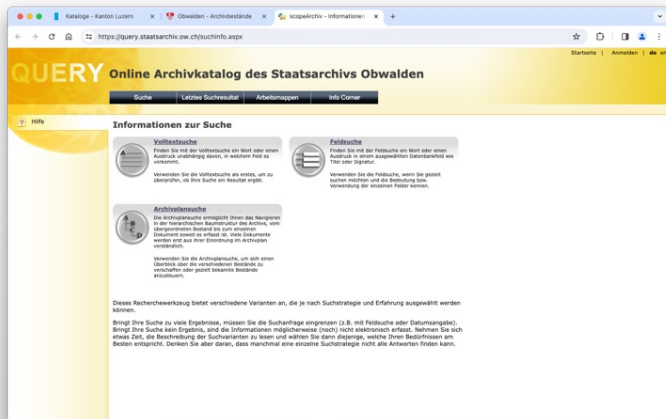 Kataloge - Kanton Luzern
Obwalden - Archivbestände
scopeArchiv - Informationen
https://query.staatsarchiv.ow.ch/suchinfo.aspx
Startseite | Anmelden | de en
QUERY
Online Archivkatalog des Staatsarchivs Obwalden
Suche
Letztes Suchresultat
Arbeitsmappen
Info Corner
Hilfe
Informationen zur Suche
Volltextsuche
Finden Sie mit der Volltextsuche ein Wort oder einen
Ausdruck unabhängig davon, in welchem Feld es
vorkommt.
Verwenden Sie die Volltextsuche als erstes, um zu
überprüfen, ob Ihre Suche ein Resultat ergibt.
Feldsuche
Finden Sie mit der Feldsuche ein Wort oder einen
Ausdruck in einem ausgewählten Datenbankfeld wie
Titel oder Signatur.
Verwenden Sie die Feldsuche, wenn Sie gezielt
suchen möchten und die Bedeutung bzw.
Verwendung der einzelnen Felder kennen.
Archivplansuche
A
B
C
D
Die Archivplansuche ermöglicht Ihnen das Navigieren
in der hierarchischen Baumstruktur des Archivs, vom
übergeordneten Bestand bis zum einzelnen
Dokument soweit es erfasst ist. Viele Dokumente
werden erst aus ihrer Einordnung im Archivplan
verständlich.
Verwenden Sie die Archivplansuche, um sich einen
Überblick über die verschiedenen Bestände zu
verschaffen oder gezielt bekannte Bestände
anzusteuern.
Dieses Recherchewerkzeug bietet verschiedene Varianten an, die je nach Suchstrategie und Erfahrung ausgewählt werden
können.
Bringt Ihre Suche zu viele Ergebnisse, müssen Sie die Suchanfrage eingrenzen (z.B. mit Feldsuche oder Datumsangabe).
Bringt Ihre Suche kein Ergebnis, sind die Informationen möglicherweise (noch) nicht elektronisch erfasst. Nehmen Sie sich
etwas Zeit, die Beschreibung der Suchvarianten zu lesen und wählen Sie dann diejenige, welche Ihren Bedürfnissen am
Besten entspricht. Denken Sie aber daran, dass manchmal eine einzelne Suchstrategie nicht alle Antworten finden kann.